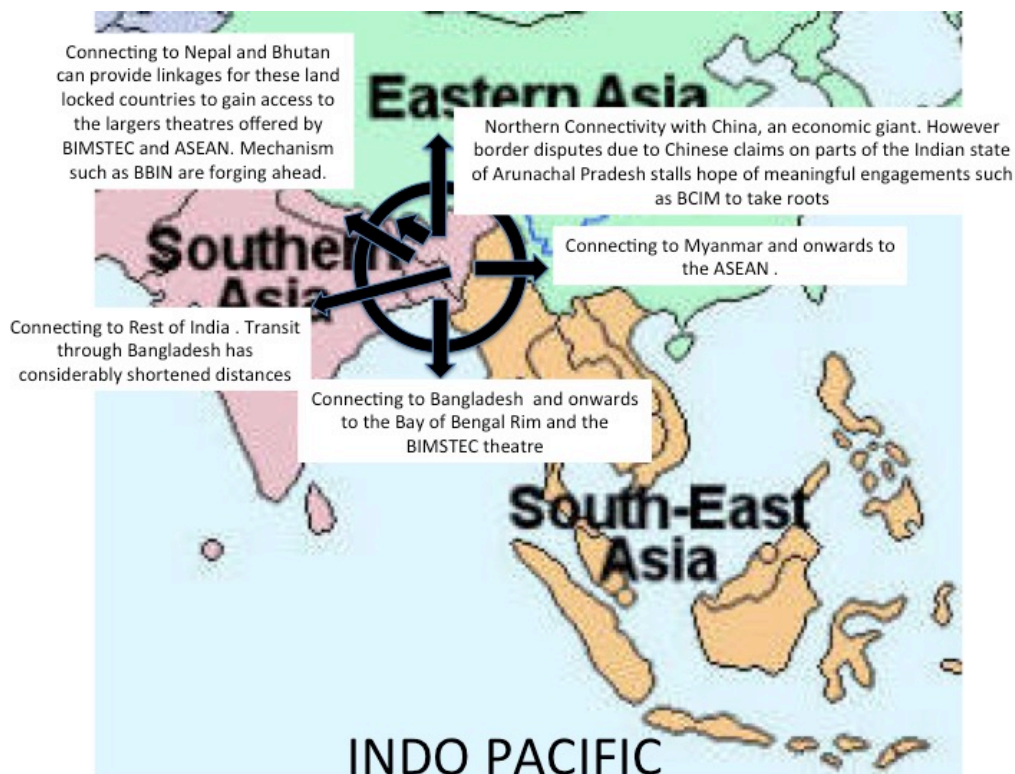 Connecting to Nepal and Bhutan
can provide linkages for these land
locked countries to gain access to
the largers theatres offered by
BIMSTEC and ASEAN. Mechanism
such as BBIN are forging ahead.
Eastern Asia
Northern Connectivity with China, an economic giant. However
border disputes due to Chinese claims on parts of the Indian state
of Arunachal Pradesh stalls hope of meaningful engagements such
as BCIM to take roots
Southern
Asia
Connecting to Myanmar and onwards to
the ASEAN .
Connecting to Rest of India . Transit
through Bangladesh has
considerably shortened distances
Connecting to Bangladesh and onwards
to the Bay of Bengal Rim and the
BIMSTEC theatre
South-East
Asia
INDO PACIFIC